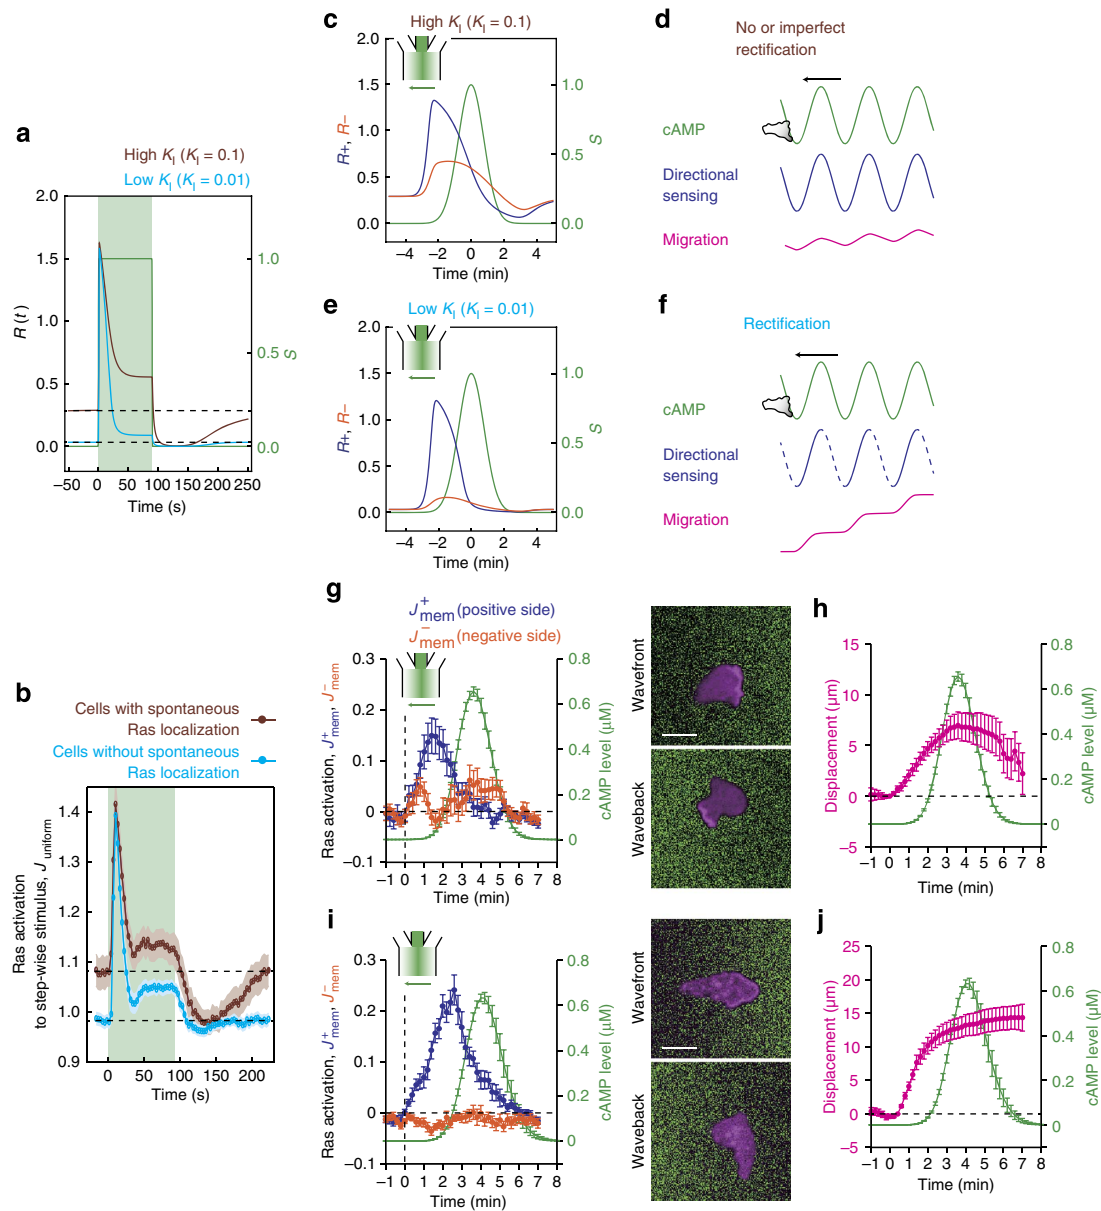 a
High K_I (K_I = 0.1)
Low K_I (K_I = 0.01)
R (t)
2.0
1.5
1.0
0.5
0.0
1.0
0.5
0.0
S
−50 0 50 100 150 200 250
Time (s)
b
Cells with spontaneous
Ras localization
Cells without spontaneous
Ras localization
Ras activation
to step-wise stimulus, J_uniform
1.4
1.3
1.2
1.1
1.0
0.9
0 50 100 150 200
Time (s)
c
High K_I (K_I = 0.1)
R+, R−
2.0
1.5
1.0
0.5
0.0
1.0
0.5
0.0
S
−4 −2 0 2 4
Time (min)
d
No or imperfect
rectification
cAMP
Directional
sensing
Migration
e
Low K_I (K_I = 0.01)
R+, R−
2.0
1.5
1.0
0.5
0.0
1.0
0.5
0.0
S
−4 −2 0 2 4
Time (min)
f
Rectification
cAMP
Directional
sensing
Migration
g
J⁺_mem (positive side)
J⁻_mem (negative side)
Ras activation, J⁺_mem, J⁻_mem
0.3
0.2
0.1
0
−0.1
0.8
0.6
0.4
0.2
0
cAMP level (µM)
−1 0 1 2 3 4 5 6 7 8
Time (min)
Wavefront
Waveback
h
Displacement (µm)
15
10
5
0
−5
0.8
0.6
0.4
0.2
0
cAMP level (µM)
−1 0 1 2 3 4 5 6 7 8
Time (min)
i
Ras activation, J⁺_mem, J⁻_mem
0.3
0.2
0.1
0
−0.1
0.8
0.6
0.4
0.2
0
cAMP level (µM)
−1 0 1 2 3 4 5 6 7 8
Time (min)
Wavefront
Waveback
j
Displacement (µm)
25
20
15
10
5
0
−5
0.8
0.6
0.4
0.2
0
cAMP level (µM)
−1 0 1 2 3 4 5 6 7 8
Time (min)